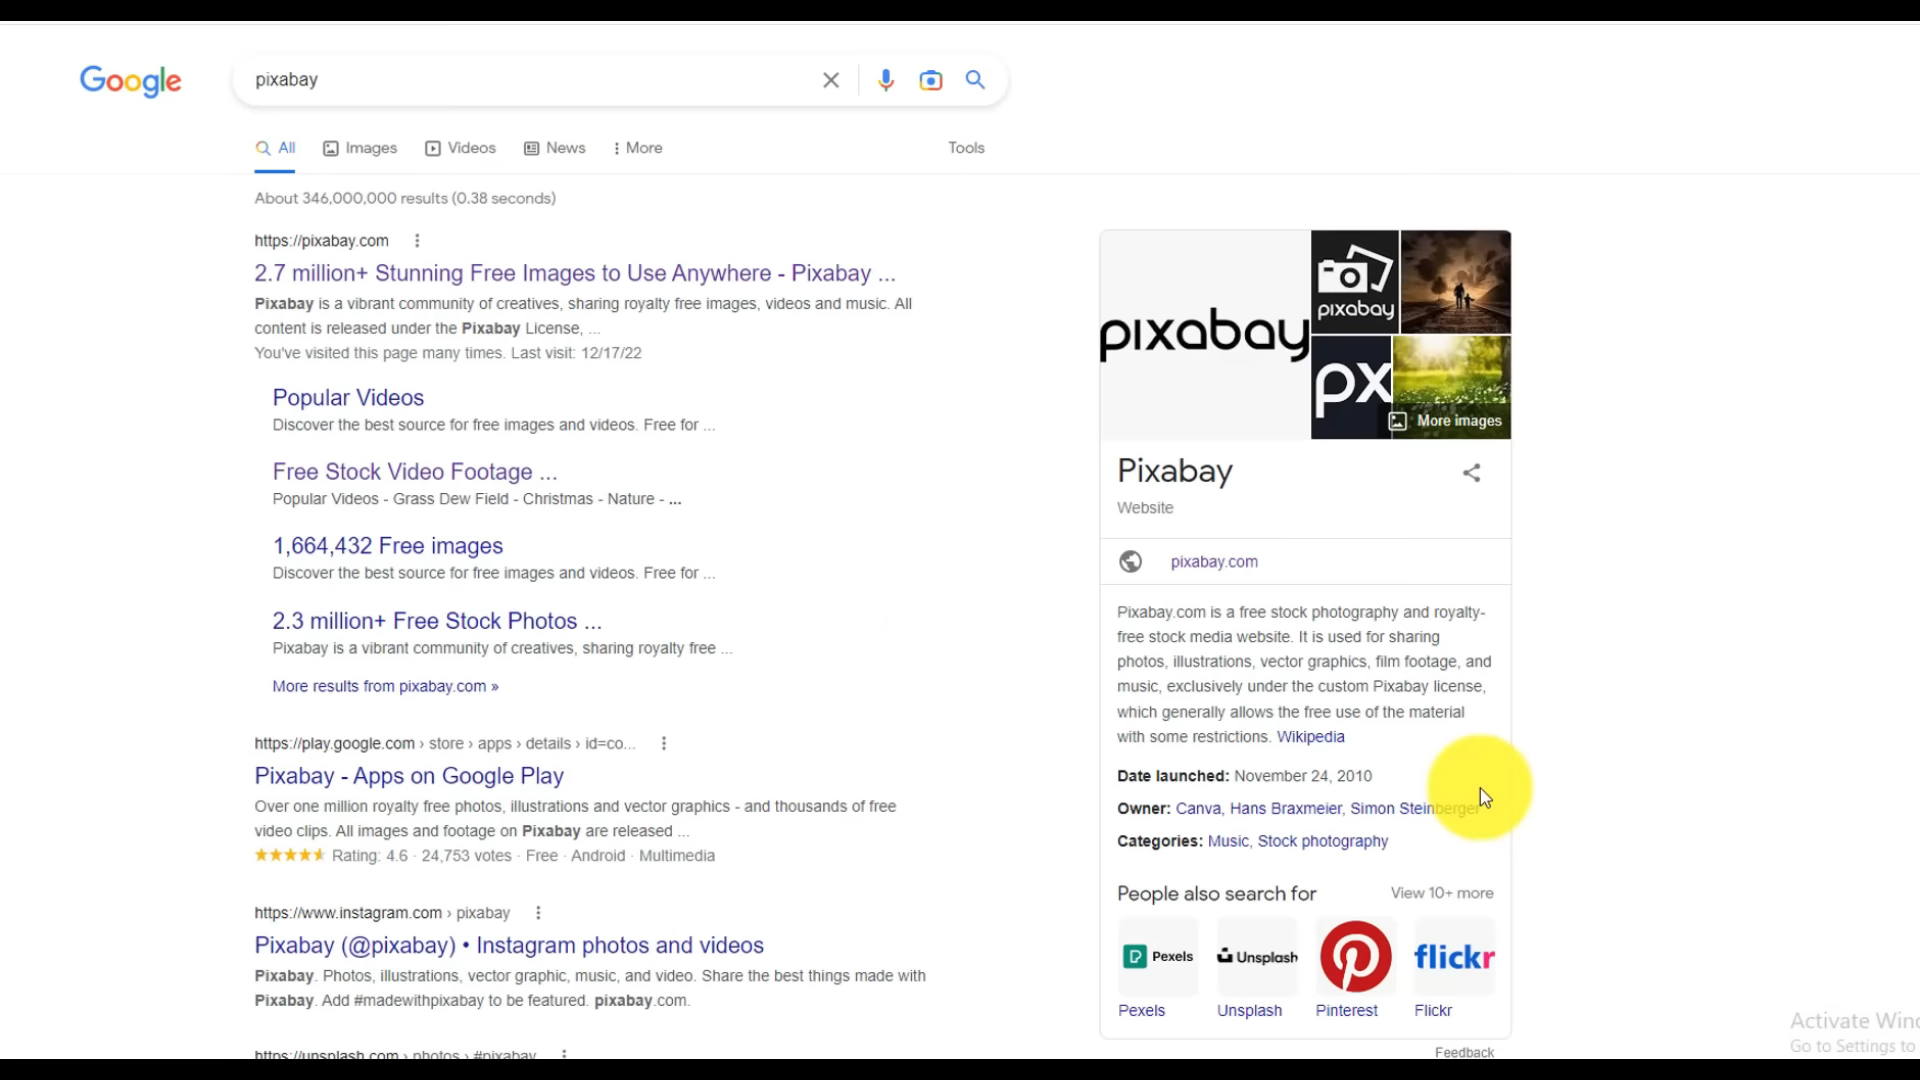 Google
pixabay
All
Images
Videos
News
More
Tools
About 346,000,000 results (0.38 seconds)
https://pixabay.com
2.7 million+ Stunning Free Images to Use Anywhere - Pixabay ...
Pixabay is a vibrant community of creatives, sharing royalty free images, videos and music. All
content is released under the Pixabay License, ...
You've visited this page many times. Last visit: 12/17/22
Popular Videos
Discover the best source for free images and videos. Free for ...
Free Stock Video Footage ...
Popular Videos - Grass Dew Field - Christmas - Nature - ...
1,664,432 Free images
Discover the best source for free images and videos. Free for ...
2.3 million+ Free Stock Photos ...
Pixabay is a vibrant community of creatives, sharing royalty free ...
More results from pixabay.com »
https://play.google.com › store › apps › details › id=co...
Pixabay - Apps on Google Play
Over one million royalty free photos, illustrations and vector graphics - and thousands of free
video clips. All images and footage on Pixabay are released ...
Rating: 4.6 · 24,753 votes · Free · Android · Multimedia
https://www.instagram.com › pixabay
Pixabay (@pixabay) • Instagram photos and videos
Pixabay. Photos, illustrations, vector graphic, music, and video. Share the best things made with
Pixabay. Add #madewithpixabay to be featured. pixabay.com.
https://unsplash.com › photos › #pixabay
pixabay
pixabay
px
More images
Pixabay
Website
pixabay.com
Pixabay.com is a free stock photography and royalty-
free stock media website. It is used for sharing
photos, illustrations, vector graphics, film footage, and
music, exclusively under the custom Pixabay license,
which generally allows the free use of the material
with some restrictions. Wikipedia
Date launched: November 24, 2010
Owner: Canva, Hans Braxmeier, Simon Steinberger
Categories: Music, Stock photography
People also search for
View 10+ more
Pexels
Unsplash
flickr
Pexels
Unsplash
Pinterest
Flickr
Feedback
Activate Wind
Go to Settings to